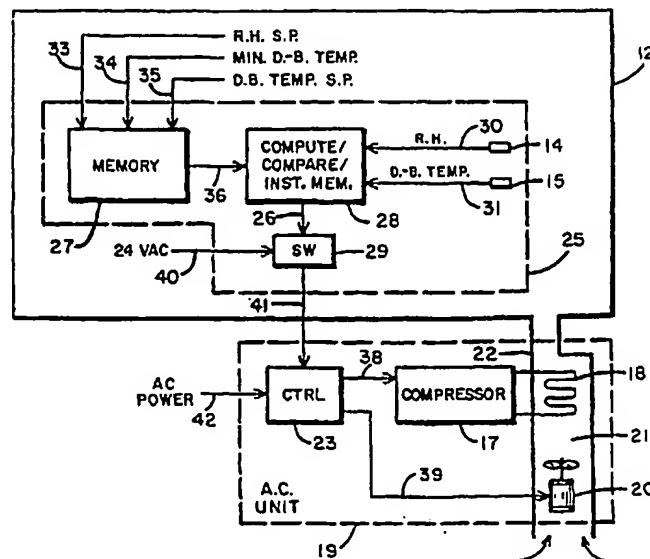 R.H. S.P.
33
MIN. D.-B. TEMP.
34
D.B. TEMP. S.P.
35
12
MEMORY
27
36
COMPUTE/
COMPARE/
INST. MEM.
28
R.H.
30
14
D.-B. TEMP.
31
15
26
24 VAC
40
SW
29
25
41
22
18
AC
POWER
42
CTRL
23
38
COMPRESSOR
17
21
39
20
A.C.
UNIT
19